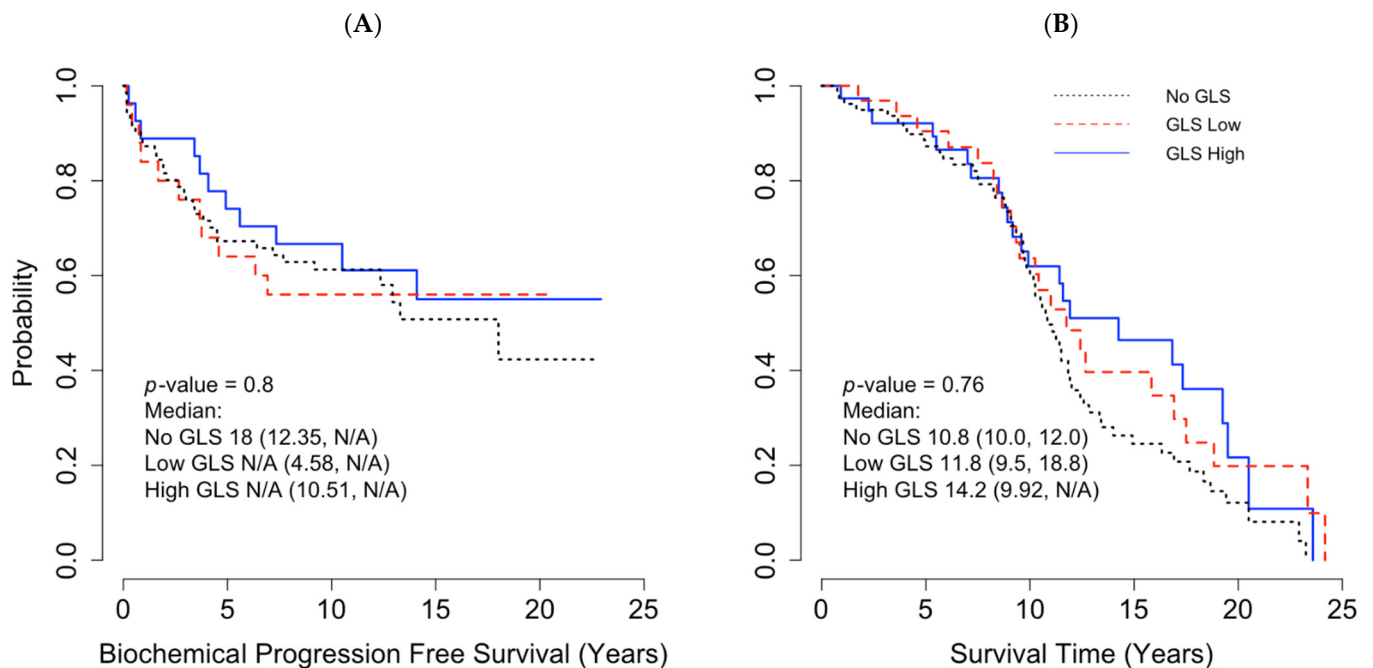 (A)
Probability
1.0
0.8
0.6
0.4
0.2
0.0
p-value = 0.8
Median:
No GLS 18 (12.35, N/A)
Low GLS N/A (4.58, N/A)
High GLS N/A (10.51, N/A)
0 5 10 15 20 25
Biochemical Progression Free Survival (Years)
(B)
1.0
0.8
0.6
0.4
0.2
0.0
No GLS
GLS Low
GLS High
p-value = 0.76
Median:
No GLS 10.8 (10.0, 12.0)
Low GLS 11.8 (9.5, 18.8)
High GLS 14.2 (9.92, N/A)
0 5 10 15 20 25
Survival Time (Years)